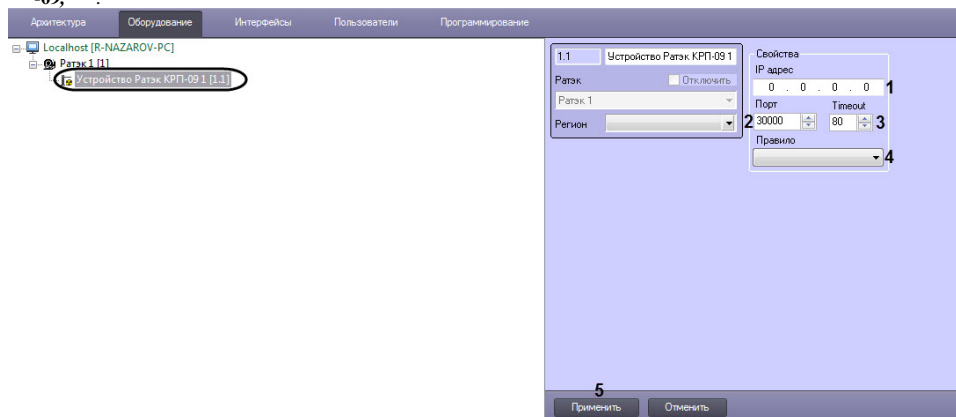 -09,
Архитектура Оборудование Интерфейсы Пользователи Программирование
Localhost [R-NAZAROV-PC]
Ратэк 1 [1]
Устройство Ратэк КРП-09 1 [1.1]
1.1 Устройство Ратэк КРП-09 1
Ратэк Отключить
Ратэк 1
Регион
Свойства
IP адрес
0 . 0 . 0 . 0 1
Порт Timeout
2 30000 80 3
Правило
4
5
Применить Отменить